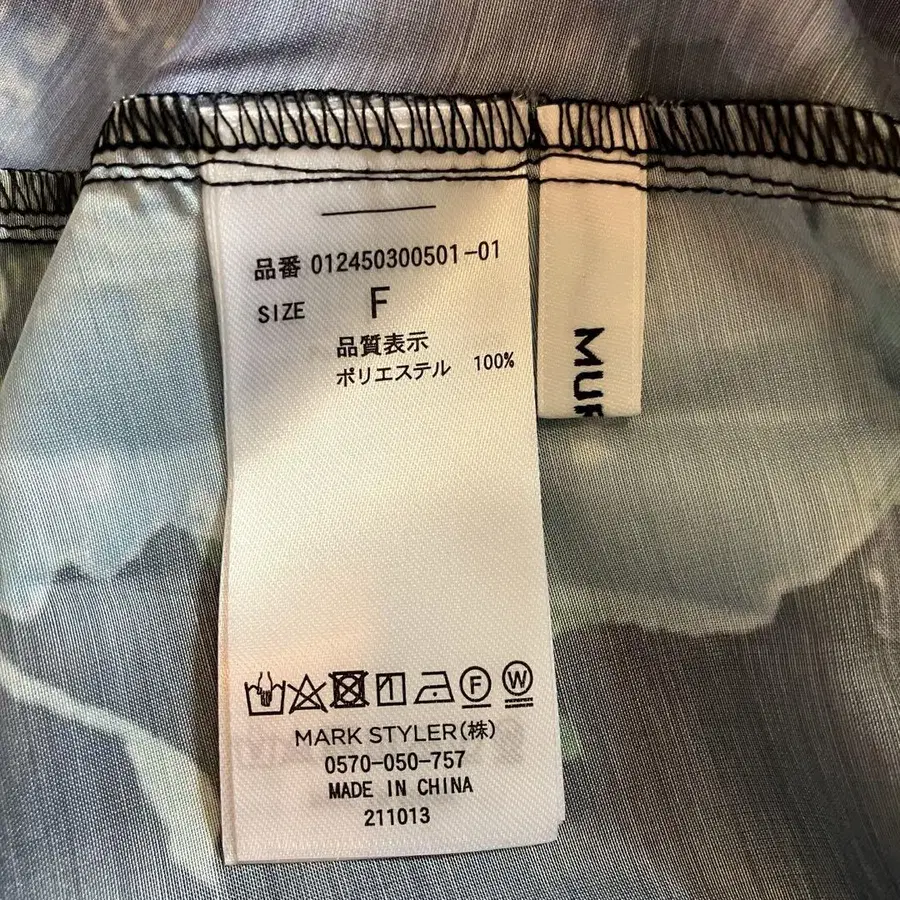 品番 012450300501-01
SIZE F
品質表示
ポリエステル 100%
F W
MARK STYLER(株)
0570-050-757
MADE IN CHINA
211013